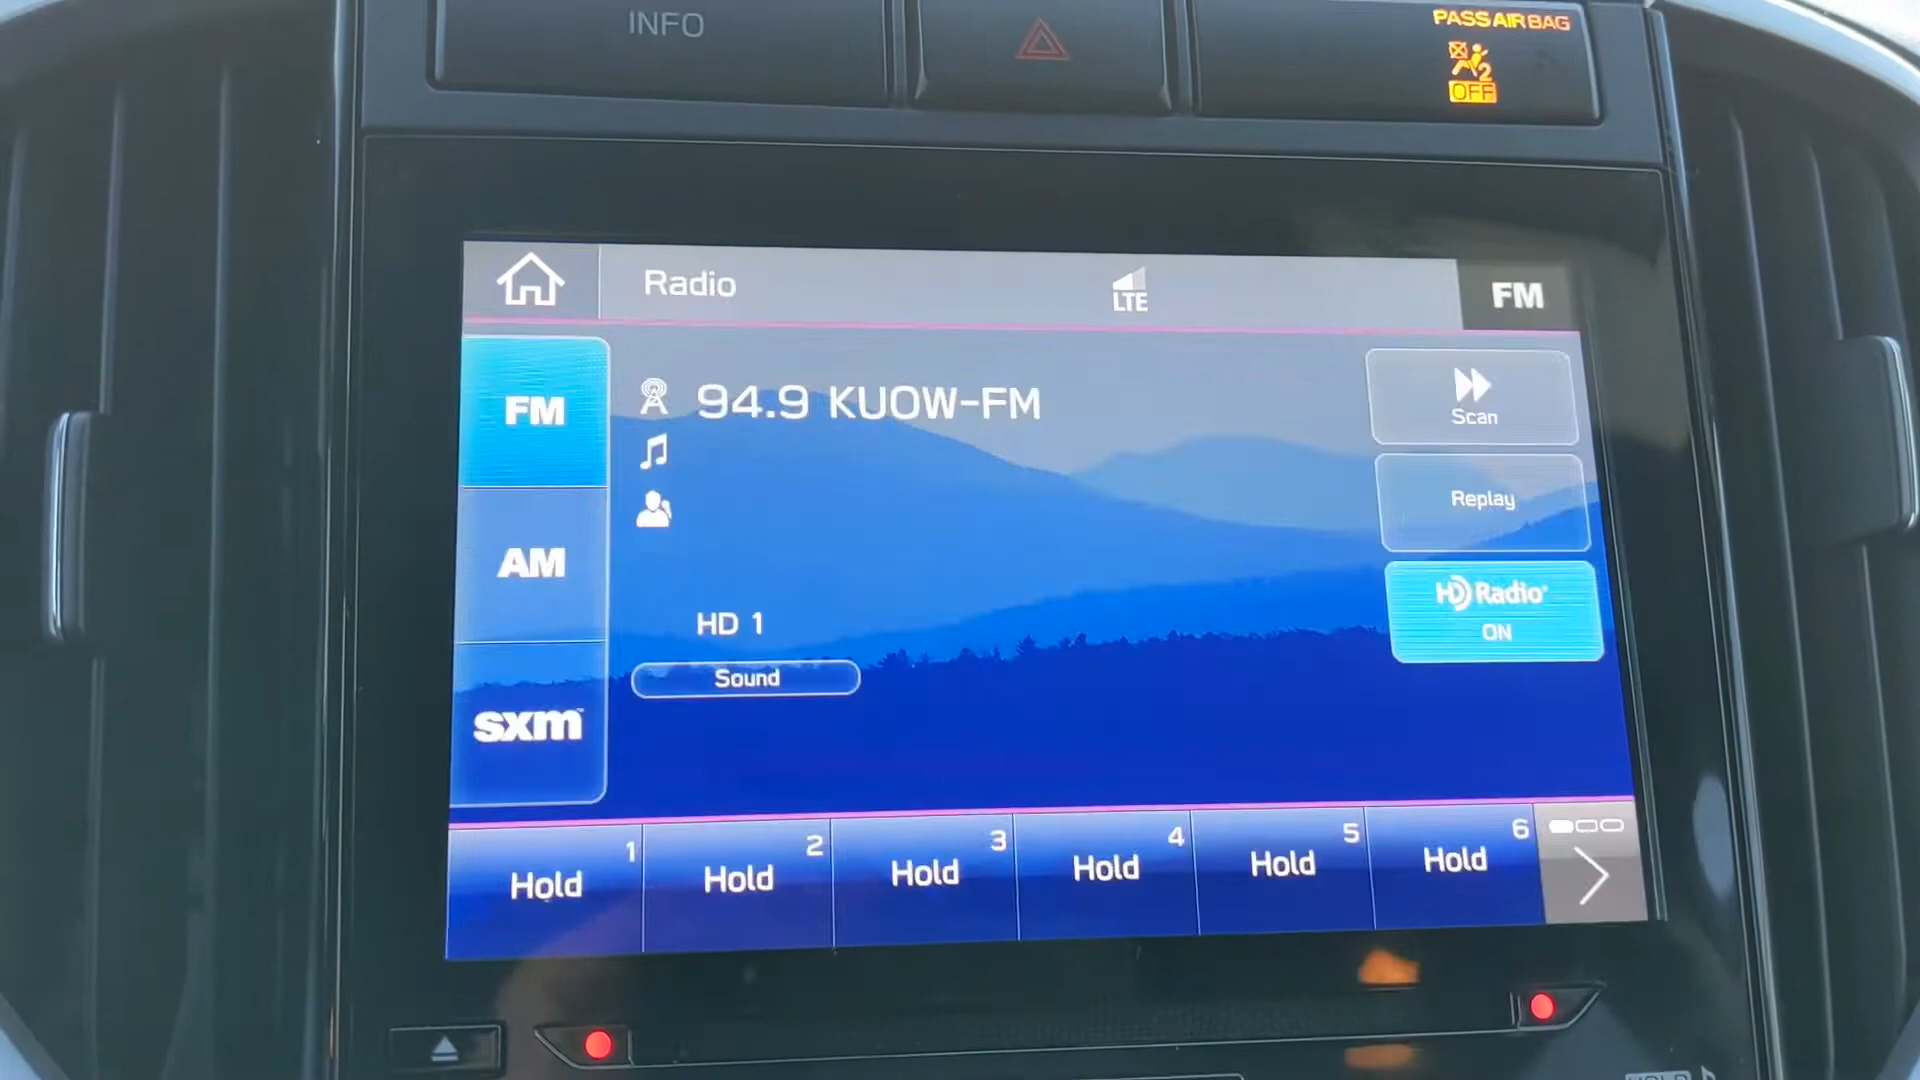 INFO
PASS AIR BAG
2
OFF
Radio
LTE
FM
FM
94.9 KUOW-FM
Scan
Replay
AM
HD Radio
ON
HD 1
Sound
sxm
1
Hold
2
Hold
3
Hold
4
Hold
5
Hold
6
Hold